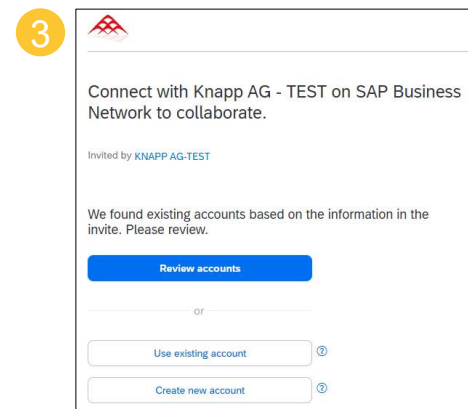 3
Connect with Knapp AG - TEST on SAP Business
Network to collaborate.
Invited by KNAPP AG-TEST
We found existing accounts based on the information in the
invite. Please review.
Review accounts
or
Use existing account ?
Create new account ?